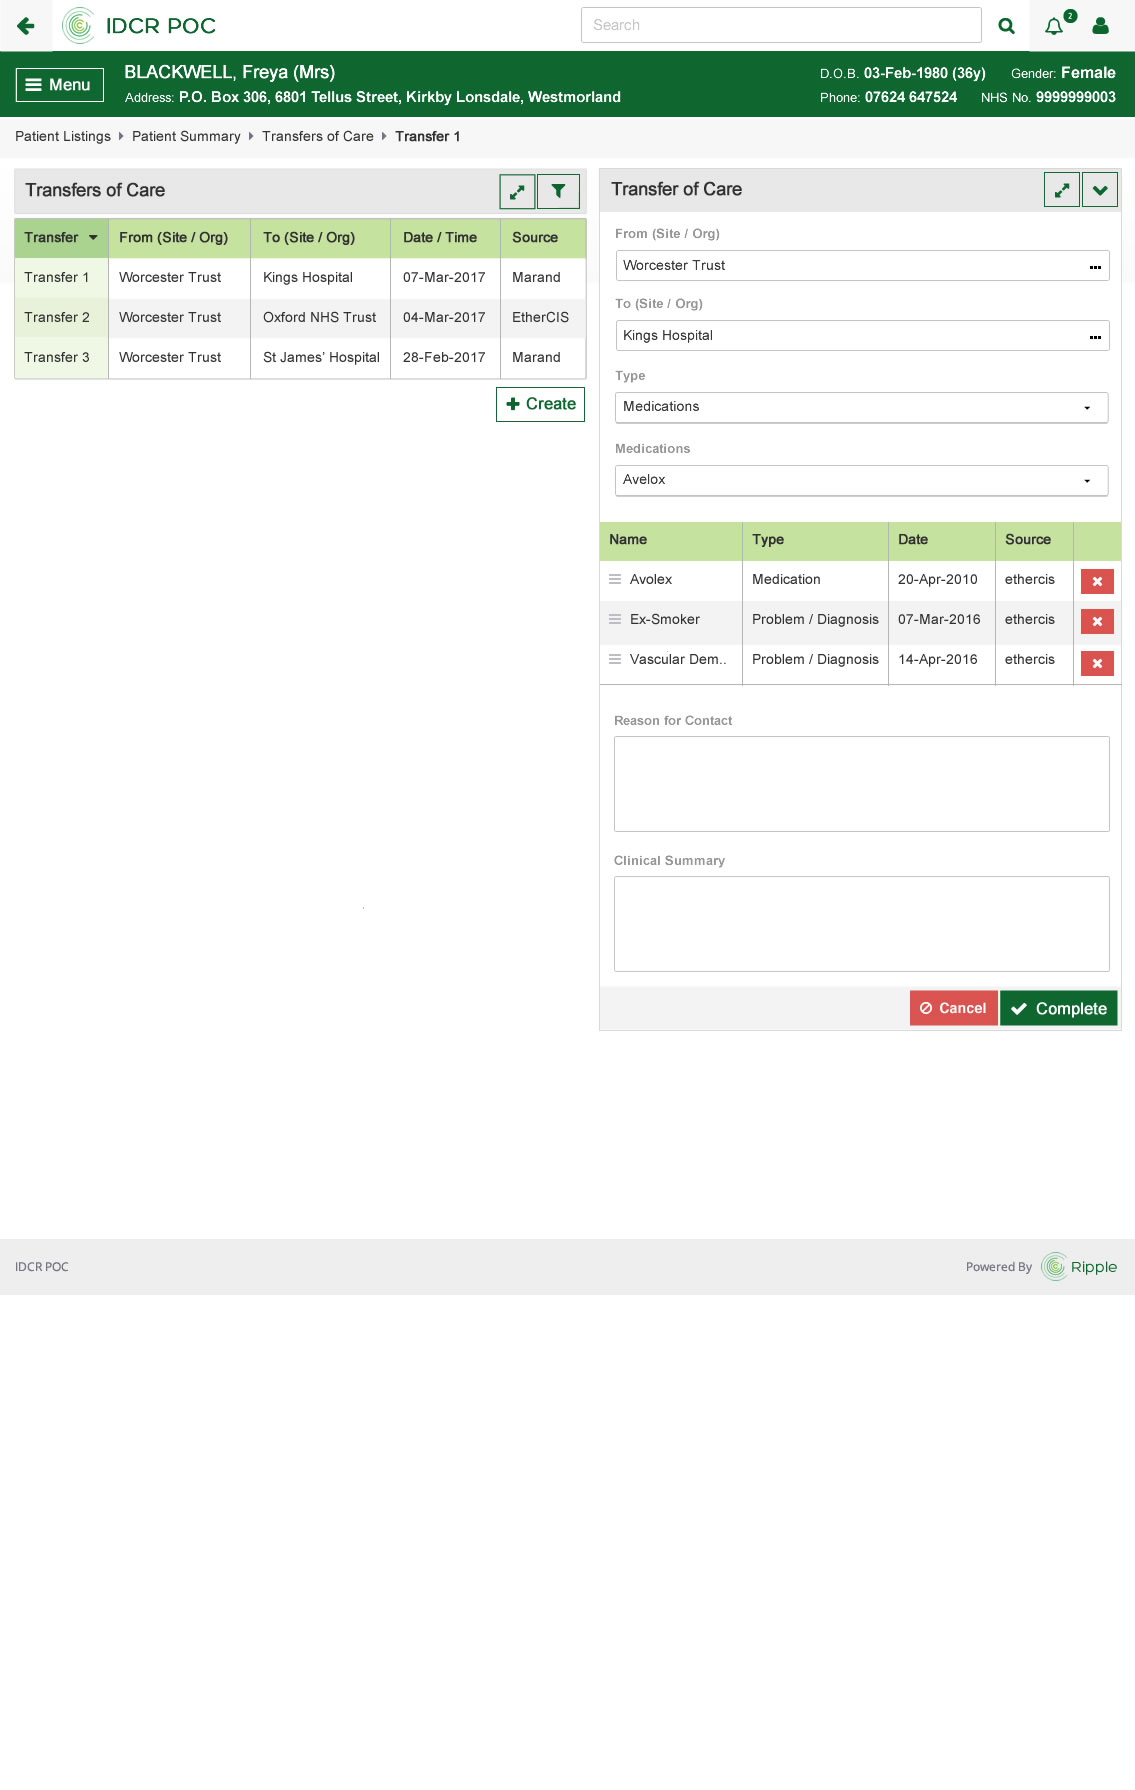 IDCR POC
Search
2
Menu
BLACKWELL, Freya (Mrs)
D.O.B. 03-Feb-1980 (36y) Gender: Female
Address: P.O. Box 306, 6801 Tellus Street, Kirkby Lonsdale, Westmorland
Phone: 07624 647524 NHS No. 9999999003
Patient Listings Patient Summary Transfers of Care Transfer 1
Transfers of Care
Transfer From (Site / Org) To (Site / Org) Date / Time Source
Transfer 1 Worcester Trust Kings Hospital 07-Mar-2017 Marand
Transfer 2 Worcester Trust Oxford NHS Trust 04-Mar-2017 EtherCIS
Transfer 3 Worcester Trust St James’ Hospital 28-Feb-2017 Marand
Create
Transfer of Care
From (Site / Org)
Worcester Trust ...
To (Site / Org)
Kings Hospital ...
Type
Medications
Medications
Avelox
Name Type Date Source
Avolex Medication 20-Apr-2010 ethercis
Ex-Smoker Problem / Diagnosis 07-Mar-2016 ethercis
Vascular Dem.. Problem / Diagnosis 14-Apr-2016 ethercis
Reason for Contact
Clinical Summary
Cancel Complete
IDCR POC
Powered By Ripple